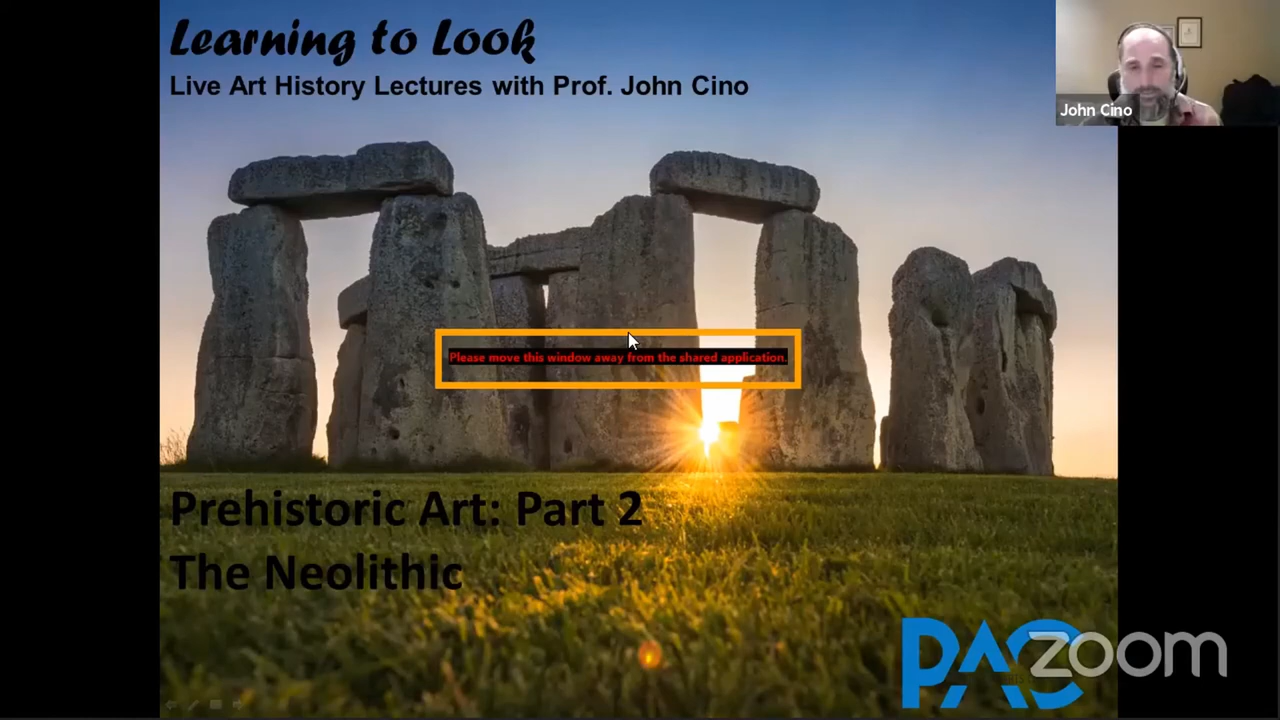 Learning to Look
Live Art History Lectures with Prof. John Cino
John Cino
Please move this window away from the shared application.
Prehistoric Art: Part 2
The Neolithic
PAC
zoom